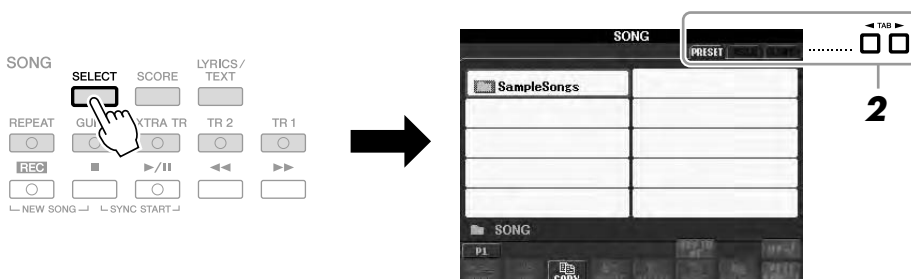 SONG
SELECT
SCORE
LYRICS/
TEXT
REPEAT
TR 2
TR 1
REC
NEW SONG
SYNC START
SONG
PRESET
TAB
SampleSongs
SONG
P1
COPY
2